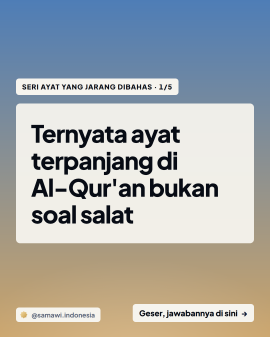 SERI AYAT YANG JARANG DIBAHAS · 1/5
Ternyata ayat
terpanjang di
Al-Qur'an bukan
soal salat
@samawi.indonesia
Geser, jawabannya di sini →